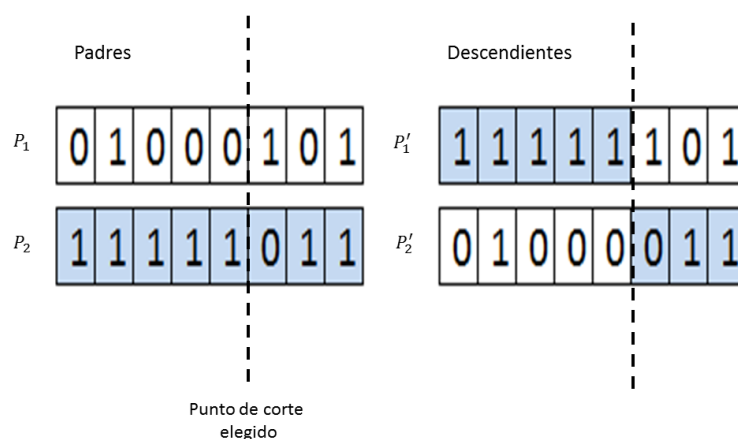 Padres Descendientes
P₁ 0 1 0 0 0 1 0 1 P₁′ 1 1 1 1 1 1 0 1
P₂ 1 1 1 1 1 0 1 1 P₂′ 0 1 0 0 0 0 1 1
Punto de corte
elegido